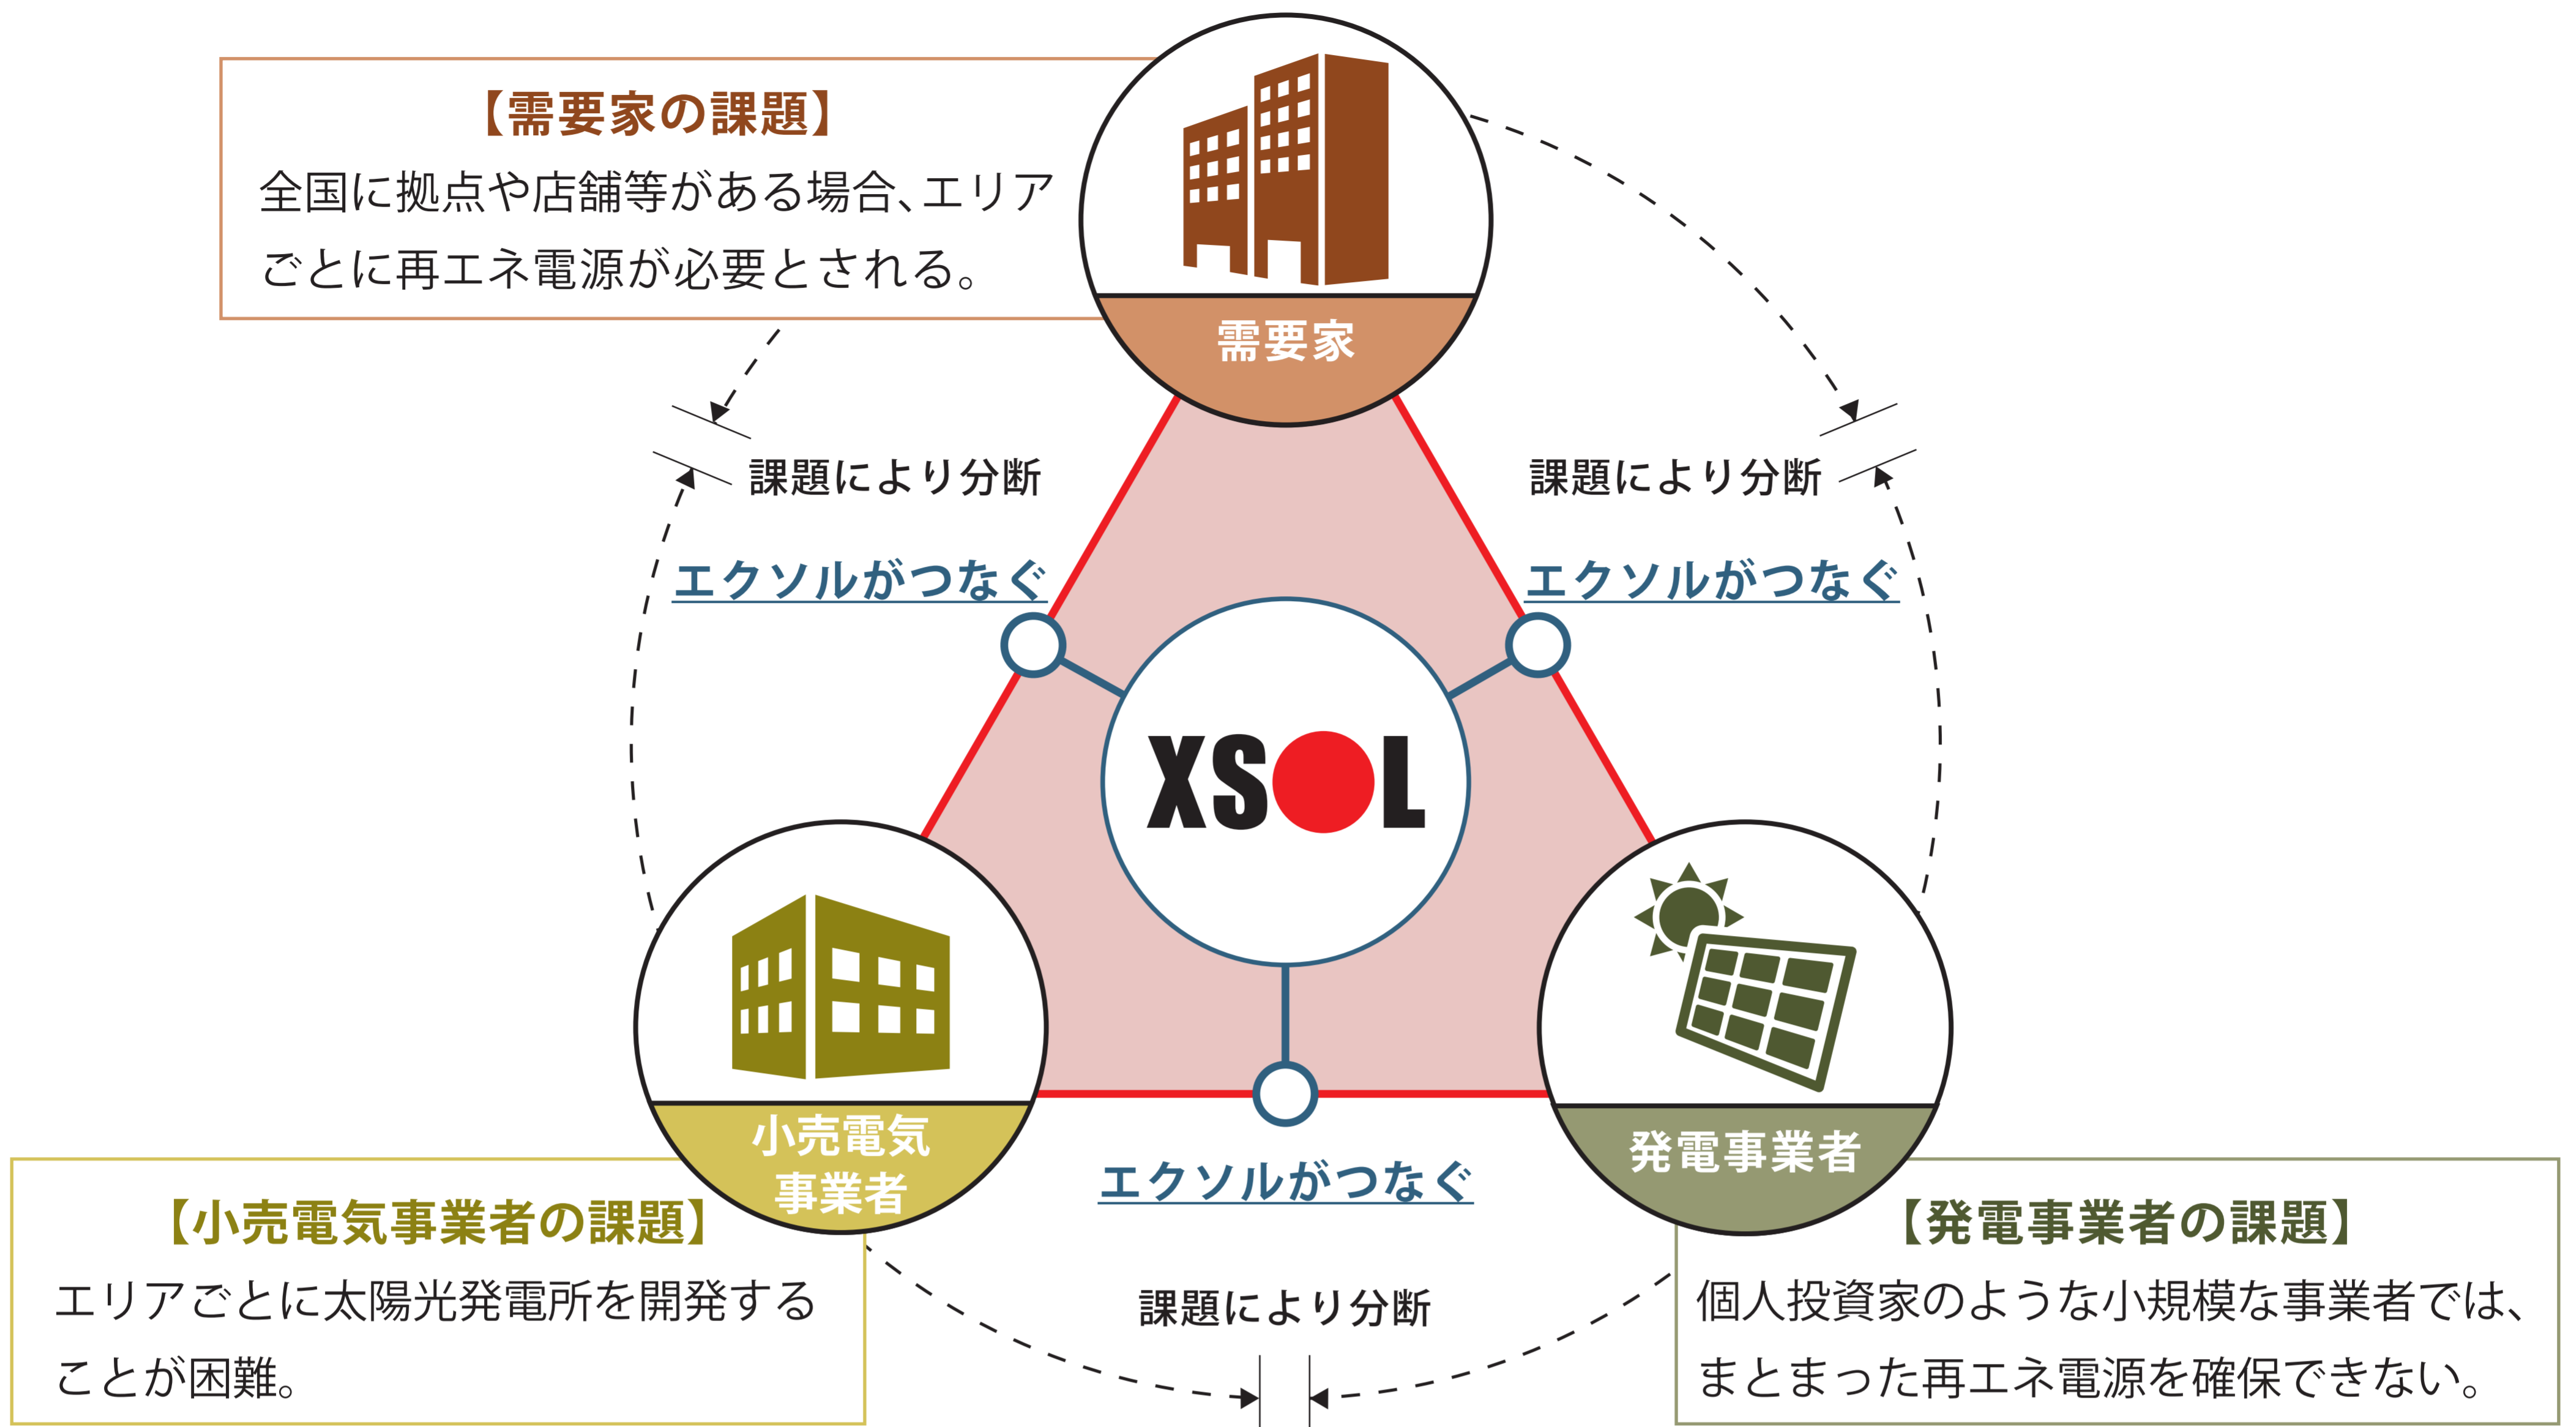 【需要家の課題】
全国に拠点や店舗等がある場合、エリア
ごとに再エネ電源が必要とされる。
需要家
課題により分断
課題により分断
エクソルがつなぐ
エクソルがつなぐ
XSOL
小売電気
事業者
発電事業者
エクソルがつなぐ
【小売電気事業者の課題】
エリアごとに太陽光発電所を開発する
ことが困難。
課題により分断
【発電事業者の課題】
個人投資家のような小規模な事業者では、
まとまった再エネ電源を確保できない。